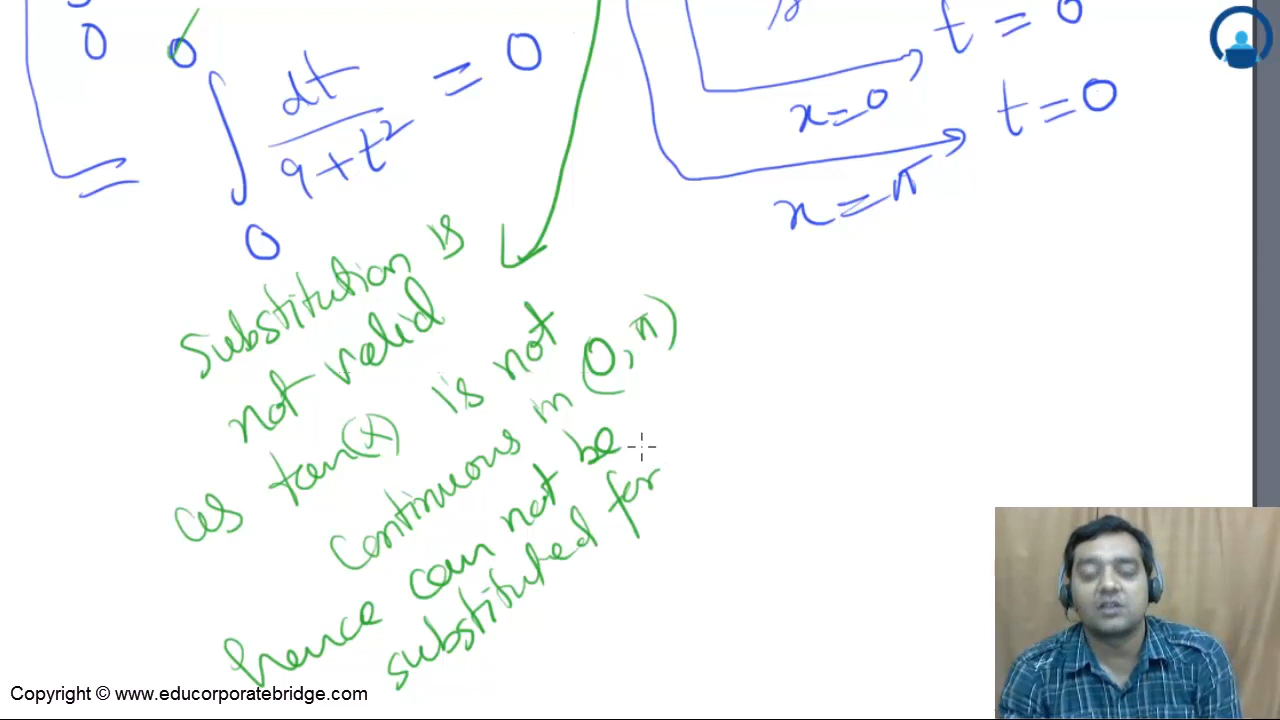 0 0
∫ dt / 9+t² = 0
0
t = 0
x=0
t=0
x=π
substitution is
not valid
as tan(x) is not
continuous in (0, π)
hence can not be
substituted for
Copyright © www.educorporatebridge.com